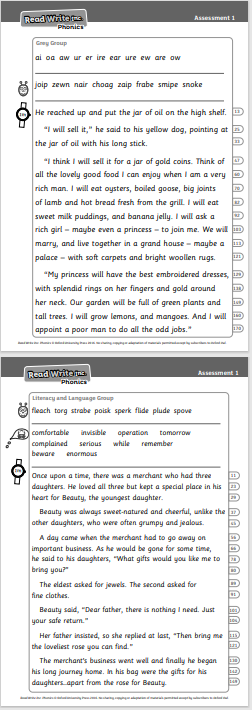 Read Write Inc.
Phonics
Assessment 1
Grey Group
ai oa aw ur er ire ear ure ew are ow
joip zewn nair choag zaip frabe smipe snoke
1m
He reached up and put the jar of oil on the high shelf. 13
"I will sell it," he said to his yellow dog, pointing at 25
the jar of oil with his long stick. 33
"I think I will sell it for a jar of gold coins. Think of 47
all the lovely good food I can enjoy when I am a very
rich man. I will eat oysters, boiled goose, big joints
of lamb and hot bread fresh from the grill. I will eat
sweet milk puddings, and banana jelly. I will ask a
rich girl – maybe even a princess – to join me. We will
marry, and live together in a grand house – maybe a
palace – with soft carpets and bright woollen rugs.
"My princess will have the best embroidered dresses,
with splendid rings on her fingers and gold around
her neck. Our garden will be full of green plants and
tall trees. I will grow lemons, and mangoes. And I will
appoint a poor man to do all the odd jobs."
Read Write Inc.
Phonics
Assessment 1
Literacy and Language Group
fleach torg strabe poisk sperk flide plude spove
comfortable invisible operation tomorrow
complained serious while remember
beware enormous
1m
Once upon a time, there was a merchant who had three 11
daughters. He loved all three but kept a special place in his
heart for Beauty, the youngest daughter.
Beauty was always sweet-natured and cheerful, unlike the
other daughters, who were often grumpy and jealous.
A day came when the merchant had to go away on
important business. As he would be gone for some time,
he said to his daughters, "What gifts would you like me to
bring you?"
The eldest asked for jewels. The second asked for
fine clothes.
Beauty said, "Dear father, there is nothing I need. Just
your safe return."
Her father insisted, so she replied at last, "Then bring me
the loveliest rose you can find."
The merchant's business went well and finally he began
his long journey home. In his bag were the gifts for his
daughters..apart from the rose for Beauty.